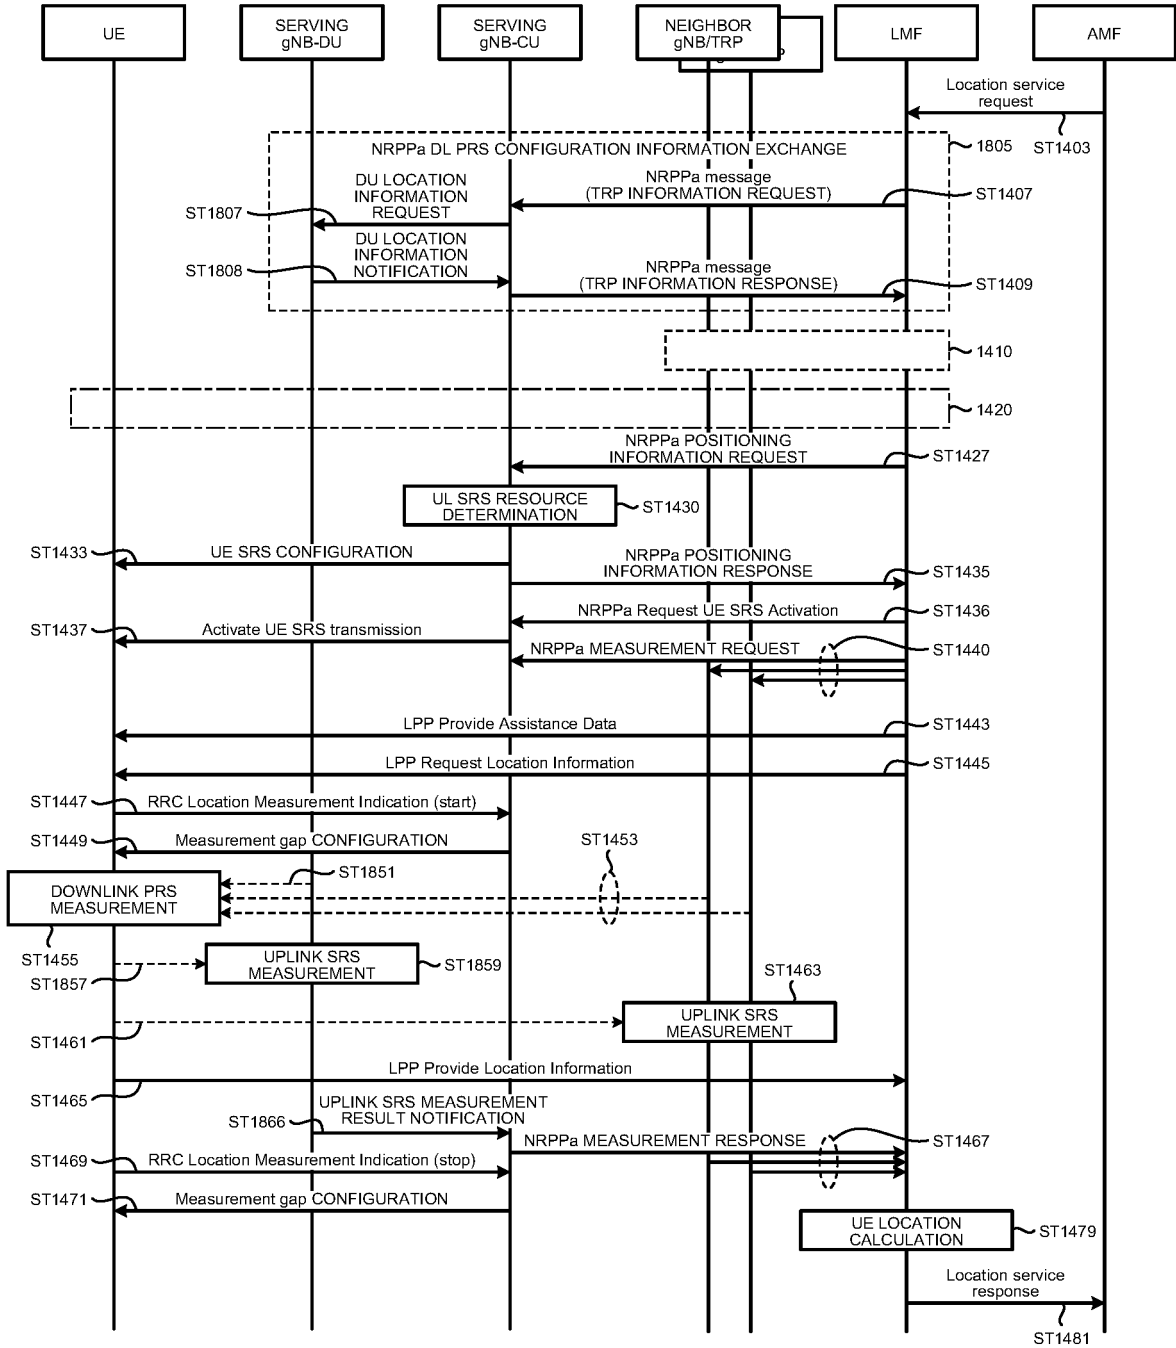 UE
SERVING
gNB-DU
SERVING
gNB-CU
NEIGHBOR
gNB/TRP
LMF
AMF
Location service
request
ST1403
NRPPa DL PRS CONFIGURATION INFORMATION EXCHANGE
1805
NRPPa message
(TRP INFORMATION REQUEST)
ST1407
DU LOCATION
INFORMATION
REQUEST
ST1807
DU LOCATION
INFORMATION
NOTIFICATION
ST1808
NRPPa message
(TRP INFORMATION RESPONSE)
ST1409
1410
1420
NRPPa POSITIONING
INFORMATION REQUEST
ST1427
UL SRS RESOURCE
DETERMINATION
ST1430
ST1433
UE SRS CONFIGURATION
NRPPa POSITIONING
INFORMATION RESPONSE
ST1435
NRPPa Request UE SRS Activation
ST1436
ST1437
Activate UE SRS transmission
NRPPa MEASUREMENT REQUEST
ST1440
LPP Provide Assistance Data
ST1443
LPP Request Location Information
ST1445
ST1447
RRC Location Measurement Indication (start)
ST1449
Measurement gap CONFIGURATION
ST1453
ST1851
DOWNLINK PRS
MEASUREMENT
ST1455
UPLINK SRS
MEASUREMENT
ST1859
ST1857
ST1463
UPLINK SRS
MEASUREMENT
ST1461
LPP Provide Location Information
ST1465
UPLINK SRS MEASUREMENT
RESULT NOTIFICATION
ST1866
NRPPa MEASUREMENT RESPONSE
ST1467
ST1469
RRC Location Measurement Indication (stop)
ST1471
Measurement gap CONFIGURATION
UE LOCATION
CALCULATION
ST1479
Location service
response
ST1481